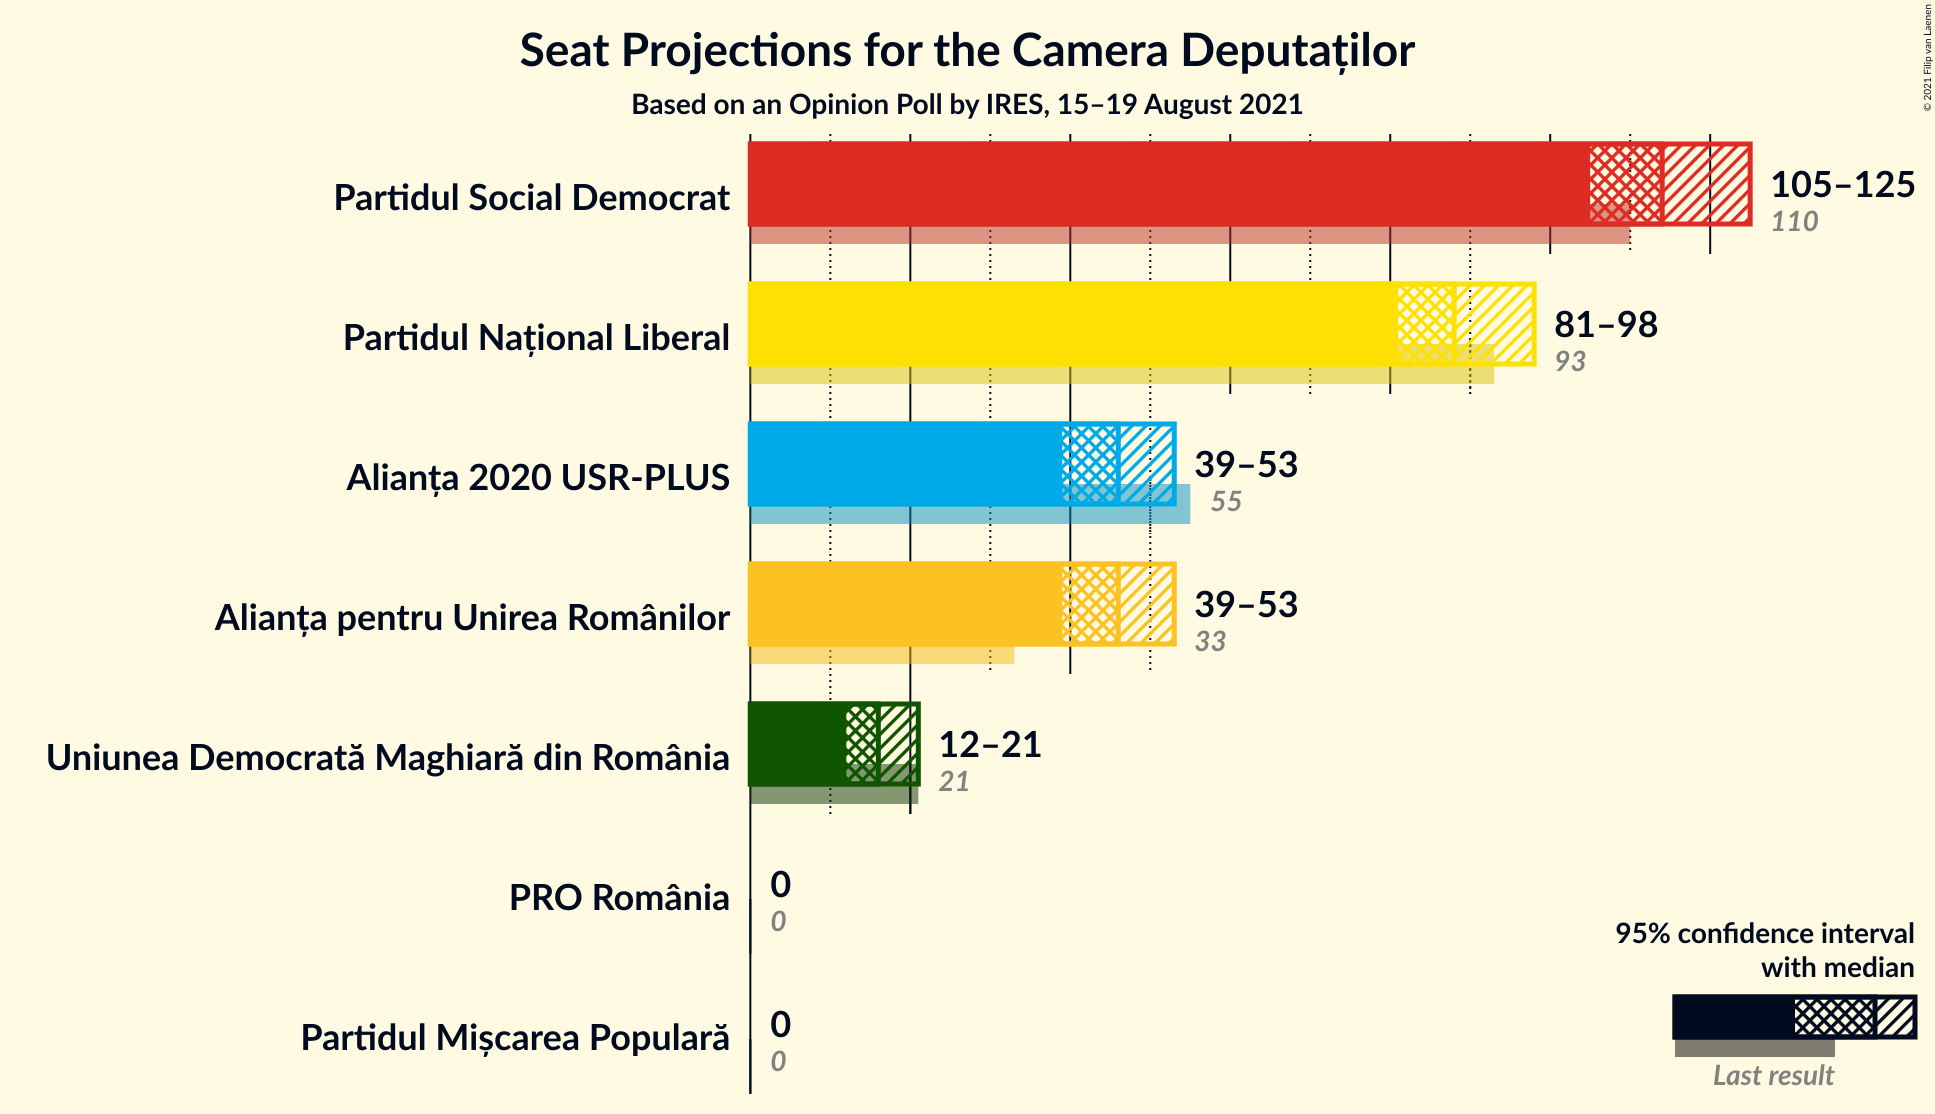 Seat Projections for the Camera Deputaților
Based on an Opinion Poll by IRES, 15–19 August 2021
© 2021 Filip van Laenen
Partidul Social Democrat
105–125
110
Partidul Național Liberal
81–98
93
Alianța 2020 USR-PLUS
39–53
55
Alianța pentru Unirea Românilor
39–53
33
Uniunea Democrată Maghiară din România
12–21
21
PRO România
0
0
Partidul Mișcarea Populară
0
0
95% confidence interval
with median
Last result